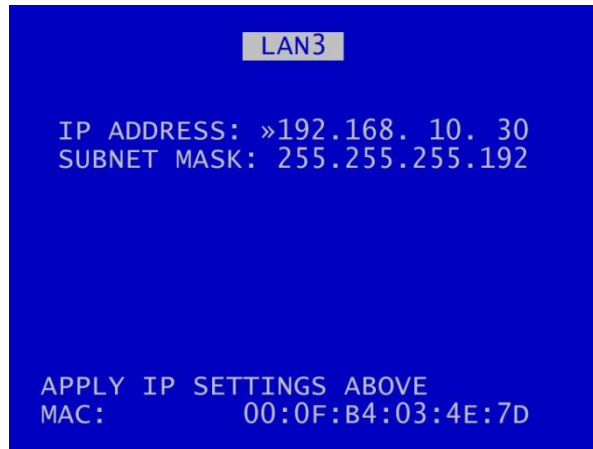 LAN3
IP ADDRESS: »192.168. 10. 30
SUBNET MASK: 255.255.255.192
APPLY IP SETTINGS ABOVE
MAC: 00:0F:B4:03:4E:7D